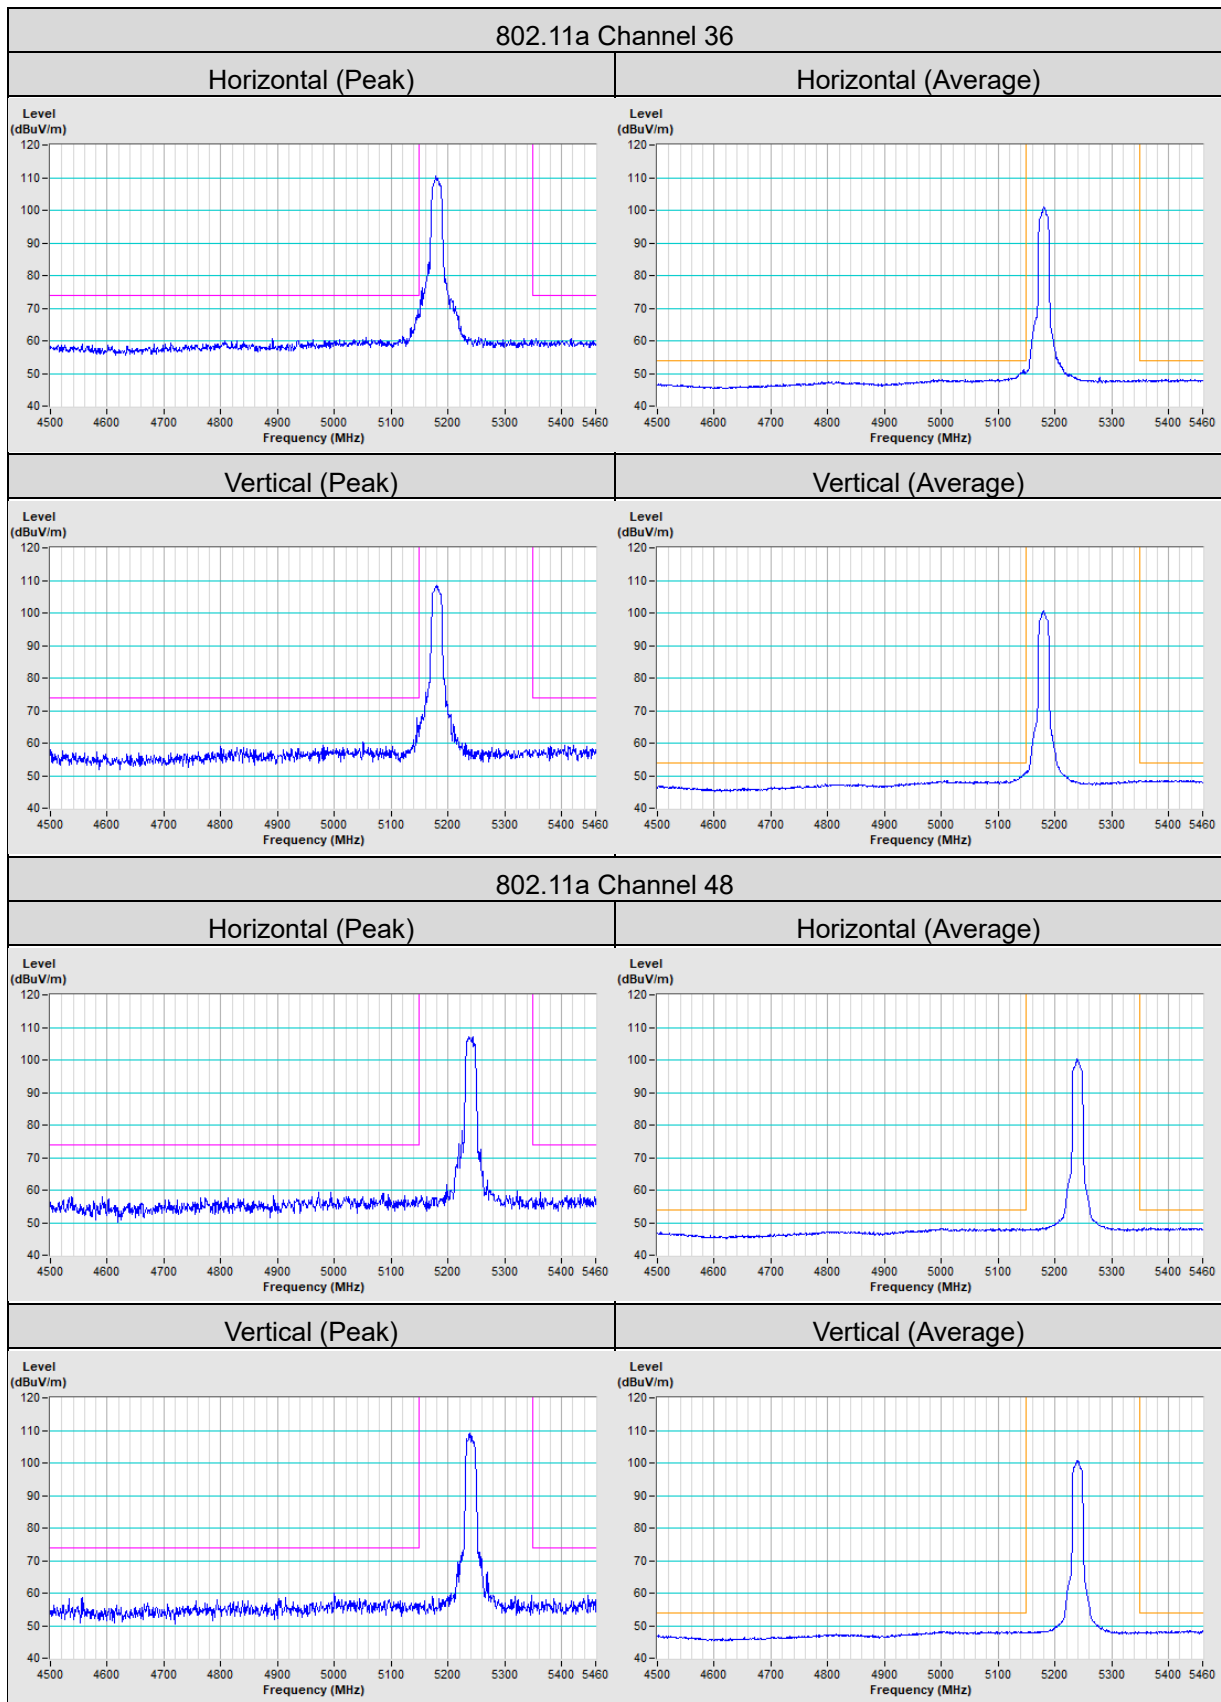 802.11a Channel 36
Horizontal (Peak) Horizontal (Average)
Level Level
(dBuV/m) (dBuV/m)
120 120
110 110
100 100
90 90
80 80
70 70
60 60
50 50
40 40
4500 4600 4700 4800 4900 5000 5100 5200 5300 5400 5460 4500 4600 4700 4800 4900 5000 5100 5200 5300 5400 5460
Frequency (MHz) Frequency (MHz)
Vertical (Peak) Vertical (Average)
Level Level
(dBuV/m) (dBuV/m)
120 120
110 110
100 100
90 90
80 80
70 70
60 60
50 50
40 40
4500 4600 4700 4800 4900 5000 5100 5200 5300 5400 5460 4500 4600 4700 4800 4900 5000 5100 5200 5300 5400 5460
Frequency (MHz) Frequency (MHz)
802.11a Channel 48
Horizontal (Peak) Horizontal (Average)
Level Level
(dBuV/m) (dBuV/m)
120 120
110 110
100 100
90 90
80 80
70 70
60 60
50 50
40 40
4500 4600 4700 4800 4900 5000 5100 5200 5300 5400 5460 4500 4600 4700 4800 4900 5000 5100 5200 5300 5400 5460
Frequency (MHz) Frequency (MHz)
Vertical (Peak) Vertical (Average)
Level Level
(dBuV/m) (dBuV/m)
120 120
110 110
100 100
90 90
80 80
70 70
60 60
50 50
40 40
4500 4600 4700 4800 4900 5000 5100 5200 5300 5400 5460 4500 4600 4700 4800 4900 5000 5100 5200 5300 5400 5460
Frequency (MHz) Frequency (MHz)